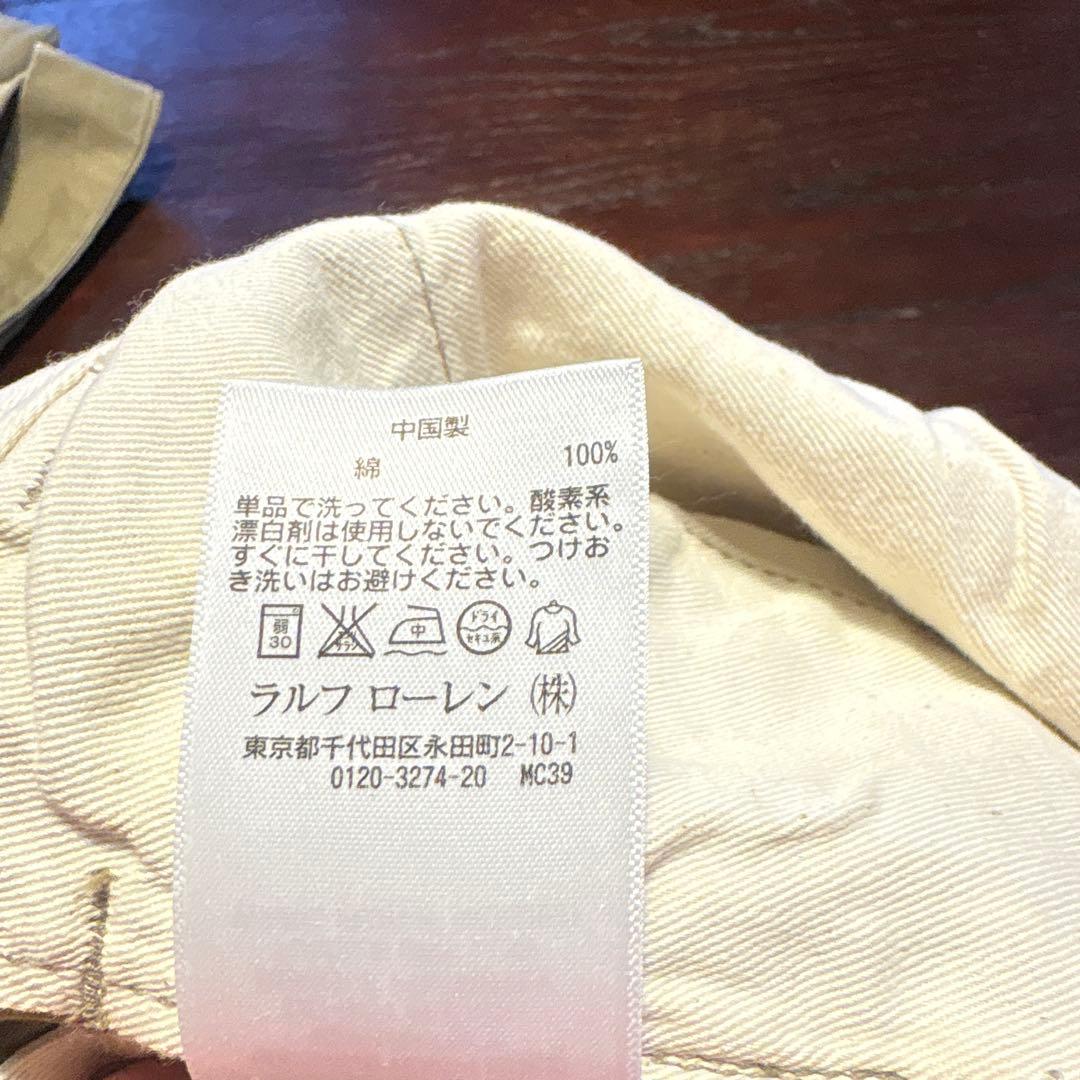 中国製
綿 100%
単品で洗ってください。酸素系
漂白剤は使用しないでください。
すぐに干してください。つけお
き洗いはお避けください。
弱 30 中 ドライ セキユ系
ラルフ ローレン (株)
東京都千代田区永田町2-10-1
0120-3274-20 MC39